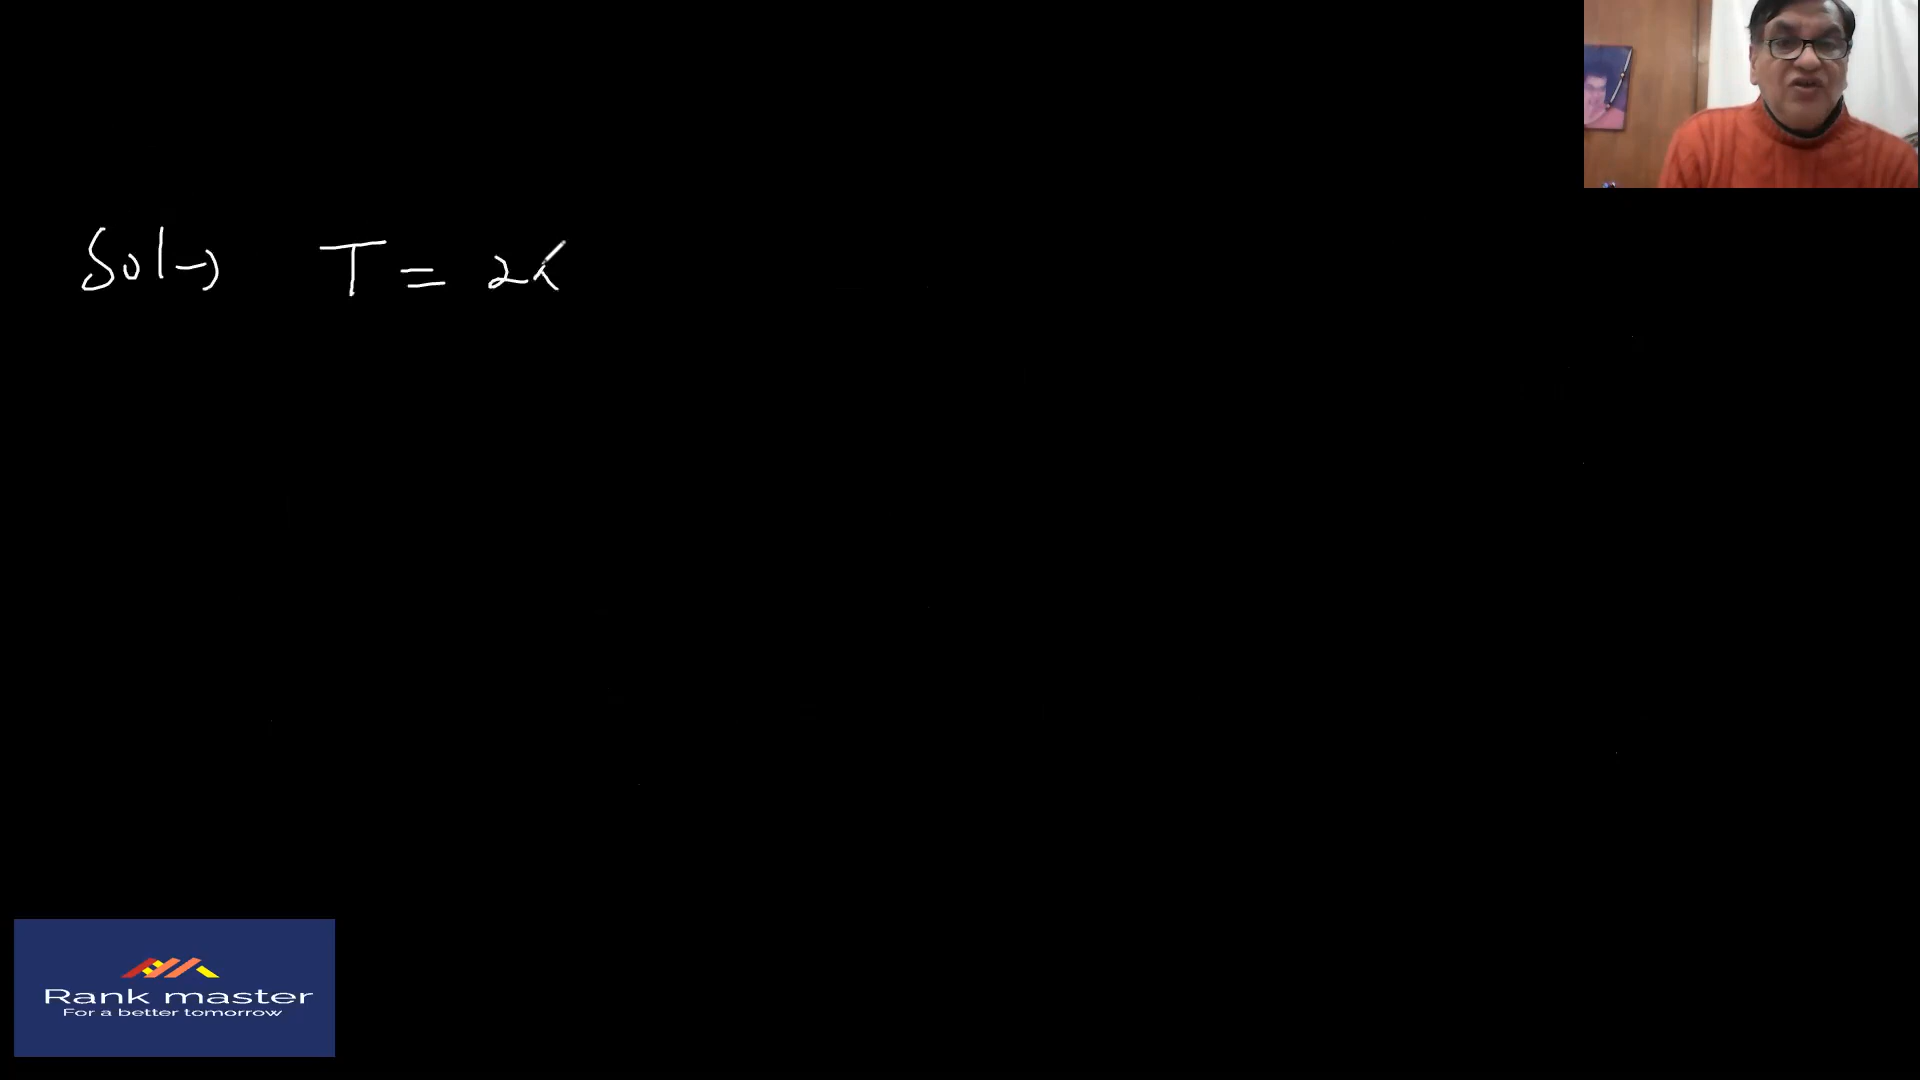 Sol→ T = 2<
Rank master
For a better tomorrow